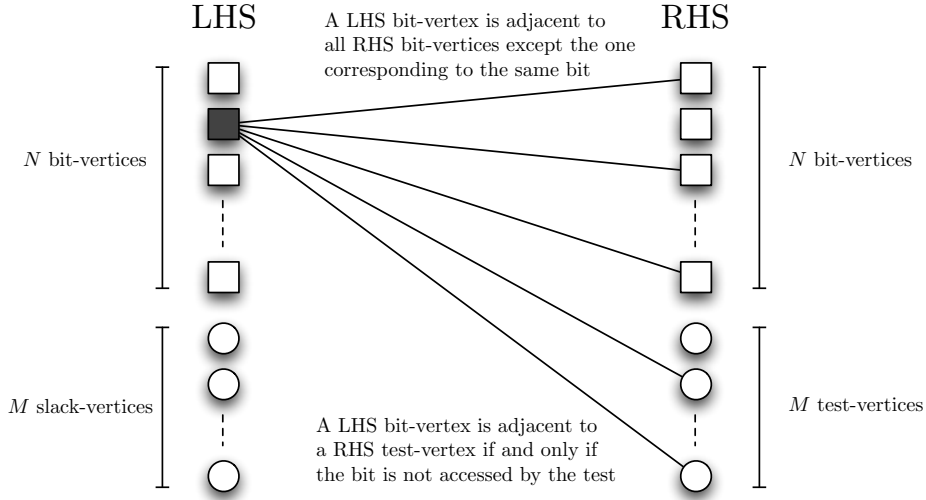 LHS
RHS
A LHS bit-vertex is adjacent to
all RHS bit-vertices except the one
corresponding to the same bit
N bit-vertices
N bit-vertices
M slack-vertices
M test-vertices
A LHS bit-vertex is adjacent to
a RHS test-vertex if and only if
the bit is not accessed by the test